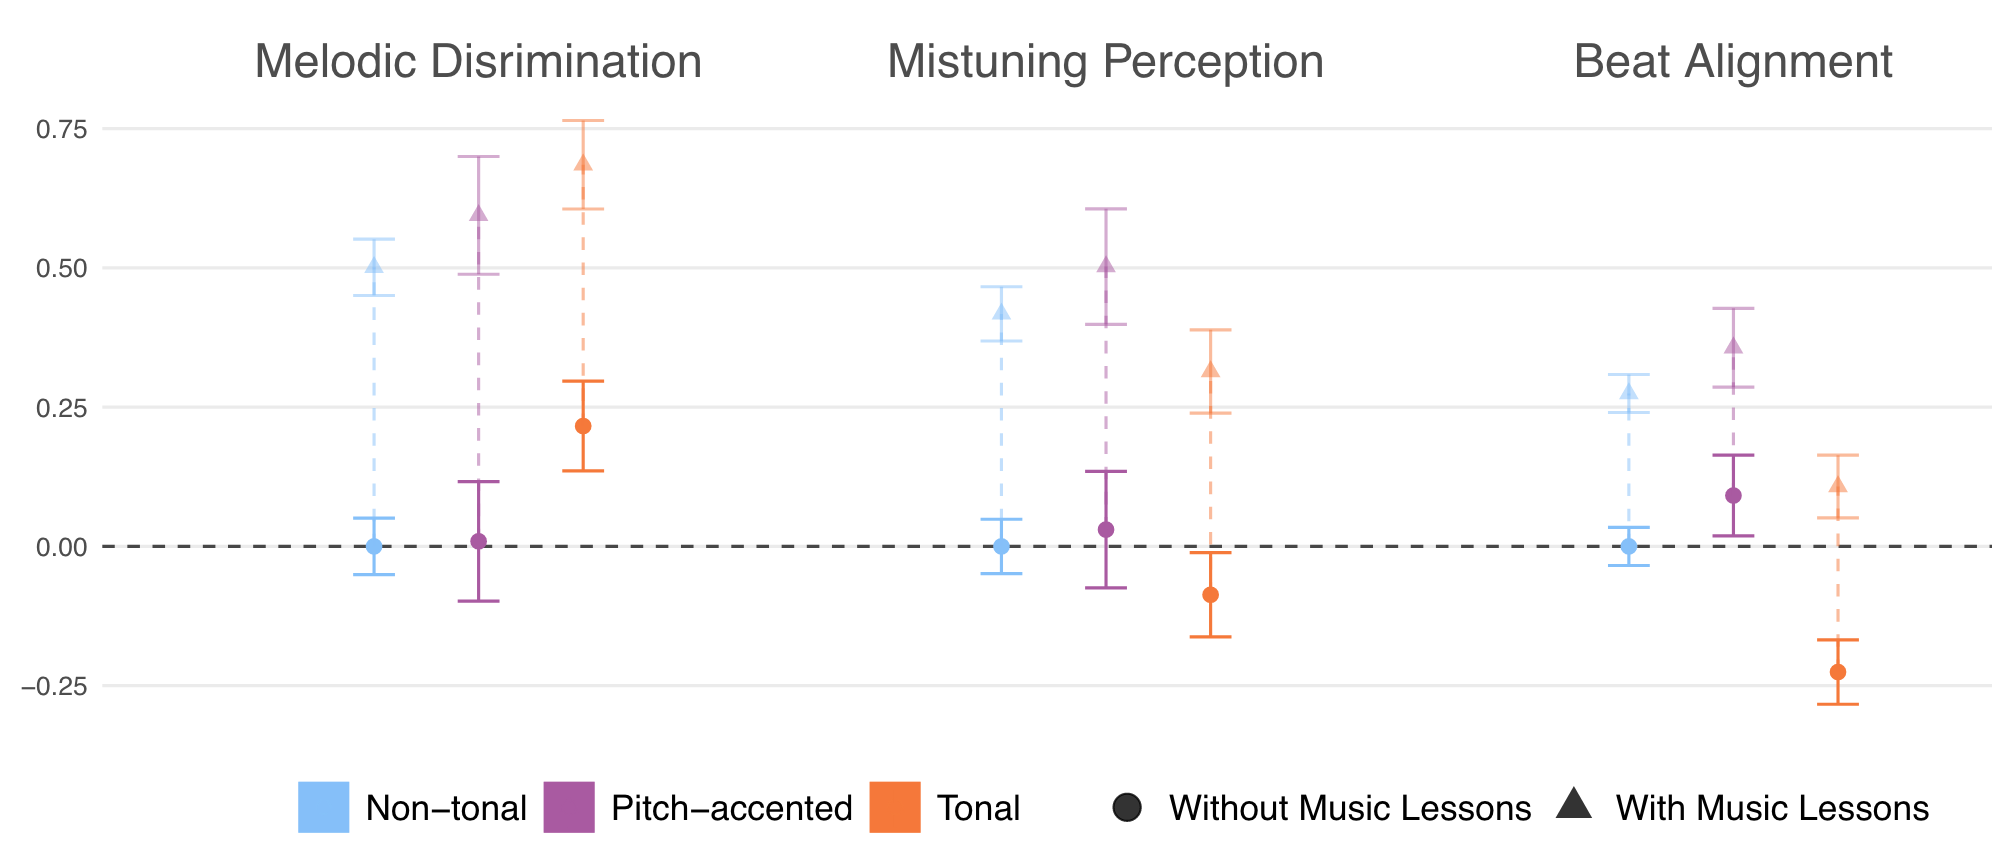 Melodic Disrimination Mistuning Perception Beat Alignment
0.75
0.50
0.25
0.00
−0.25
Non−tonal Pitch−accented Tonal Without Music Lessons With Music Lessons